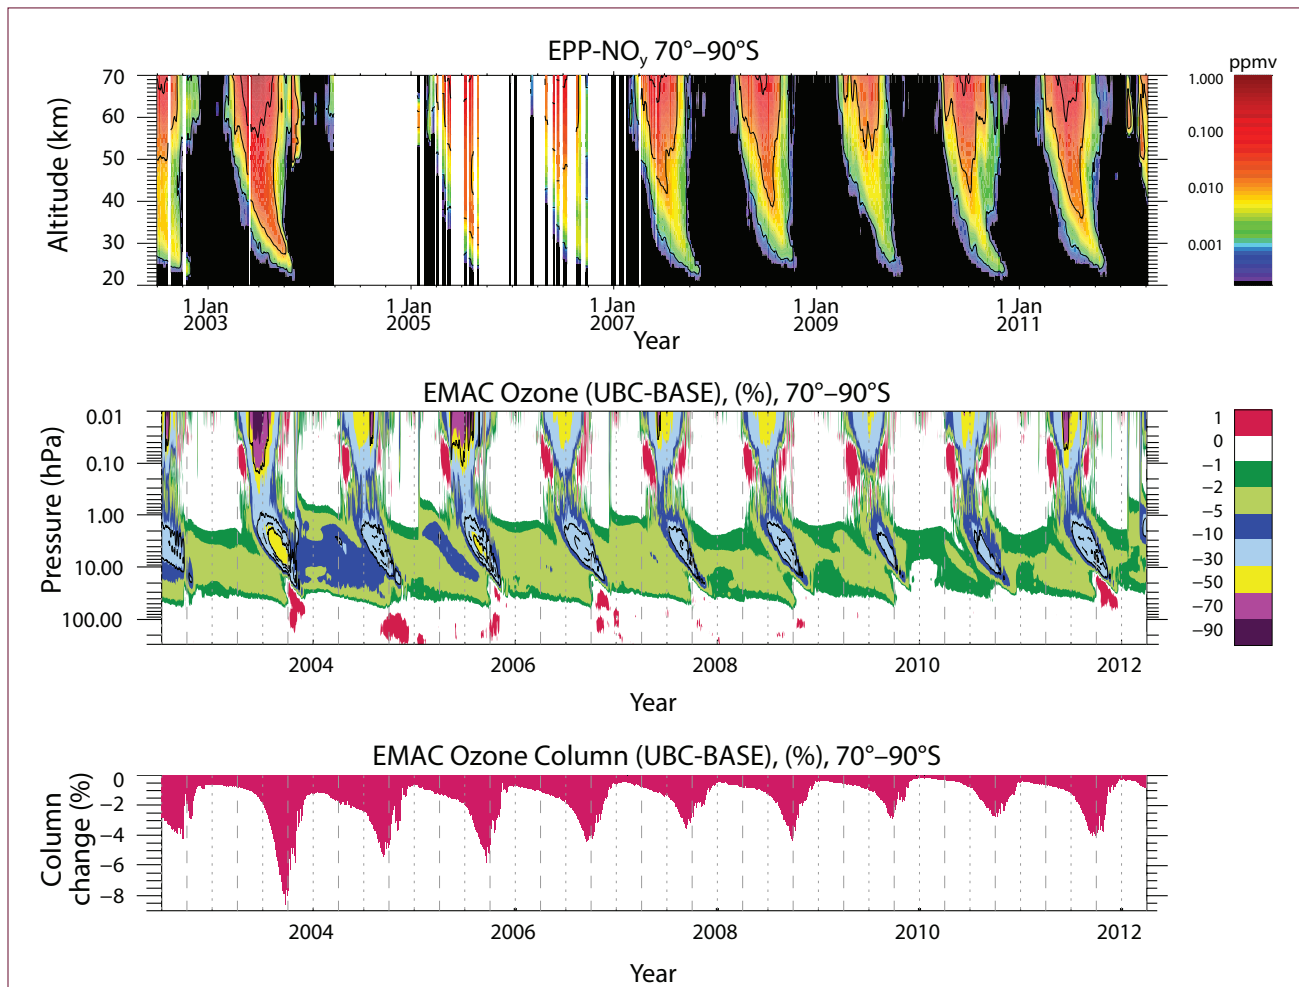 EPP-NOy 70°–90°S
ppmv
Altitude (km)
70
60
50
40
30
20
1.000
0.100
0.010
0.001
1 Jan 2003
1 Jan 2005
1 Jan 2007
1 Jan 2009
1 Jan 2011
Year
EMAC Ozone (UBC-BASE), (%), 70°–90°S
Pressure (hPa)
0.01
0.10
1.00
10.00
100.00
1
0
−1
−2
−5
−10
−30
−50
−70
−90
2004 2006 2008 2010 2012
Year
EMAC Ozone Column (UBC-BASE), (%), 70°–90°S
Column
change (%)
0
−2
−4
−6
−8
2004 2006 2008 2010 2012
Year